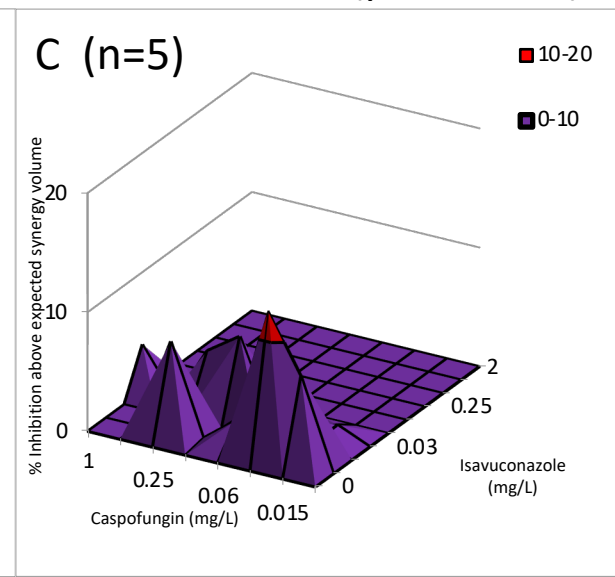 C (n=5)
10-20
0-10
% Inhibition above expected synergy volume
20
10
0
1
0.25
0.06
0.015
Caspofungin (mg/L)
0
0.03
0.25
2
Isavuconazole
(mg/L)